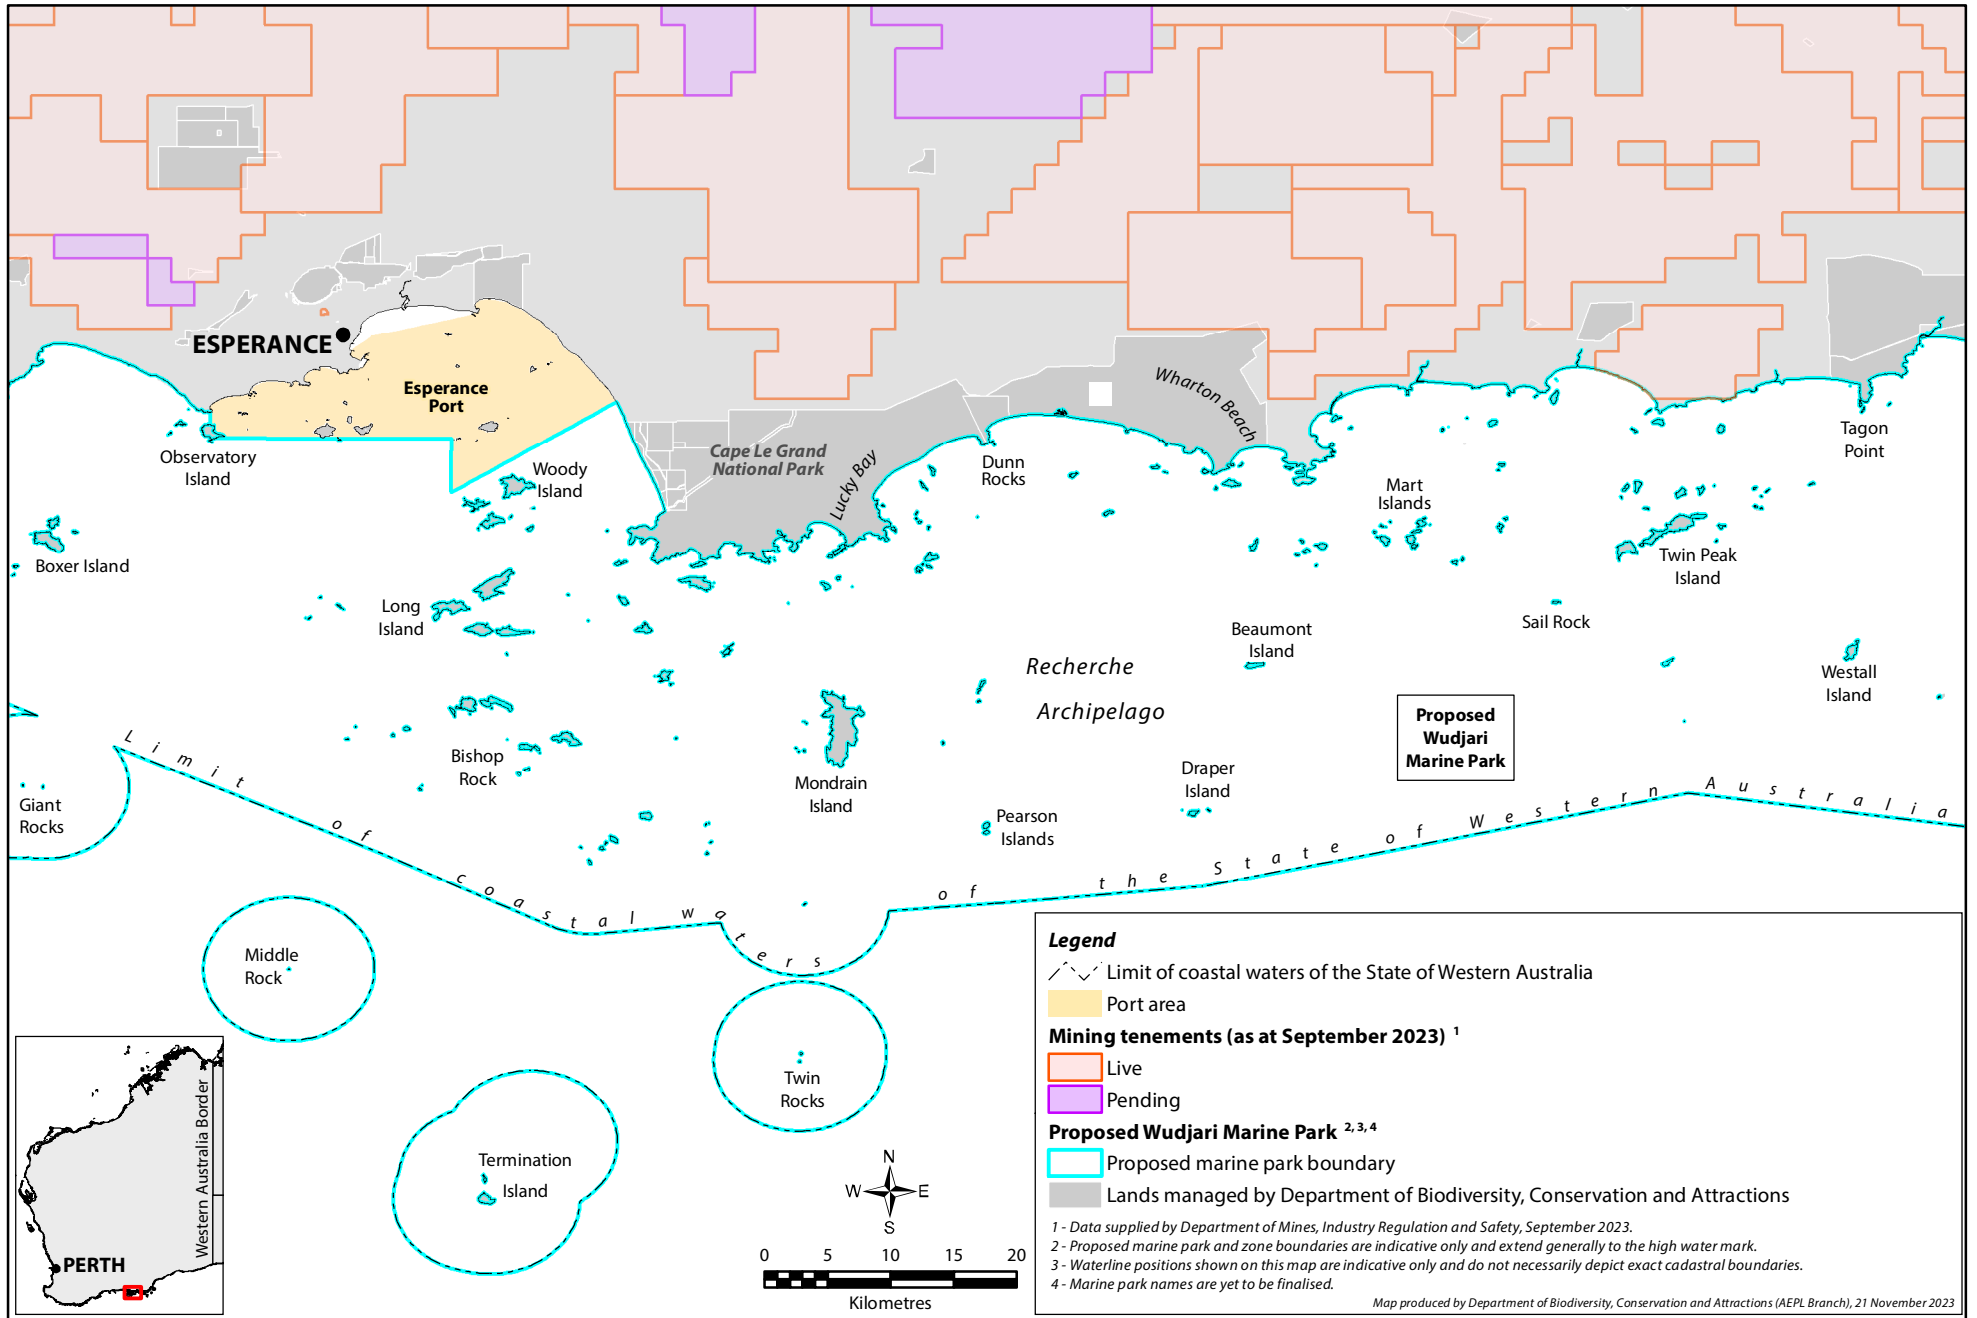 ESPERANCE
Esperance
Port
Observatory
Island
Woody
Island
Cape Le Grand
National Park
Lucky Bay
Dunn
Rocks
Wharton Beach
Tagon
Point
Mart
Islands
Boxer Island
Twin Peak
Island
Long
Island
Sail Rock
Beaumont
Island
Recherche
Archipelago
Westall
Island
Proposed
Wudjari
Marine Park
Bishop
Rock
Mondrain
Island
Draper
Island
Giant
Rocks
Pearson
Islands
Limit of coastal waters of the State of Western Australia
Middle
Rock
Twin
Rocks
Termination
Island
N
W E
S
0 5 10 15 20
Kilometres
Western Australia Border
PERTH
Legend
Limit of coastal waters of the State of Western Australia
Port area
Mining tenements (as at September 2023) 1
Live
Pending
Proposed Wudjari Marine Park 2, 3, 4
Proposed marine park boundary
Lands managed by Department of Biodiversity, Conservation and Attractions
1 - Data supplied by Department of Mines, Industry Regulation and Safety, September 2023.
2 - Proposed marine park and zone boundaries are indicative only and extend generally to the high water mark.
3 - Waterline positions shown on this map are indicative only and do not necessarily depict exact cadastral boundaries.
4 - Marine park names are yet to be finalised.
Map produced by Department of Biodiversity, Conservation and Attractions (AEPL Branch), 21 November 2023